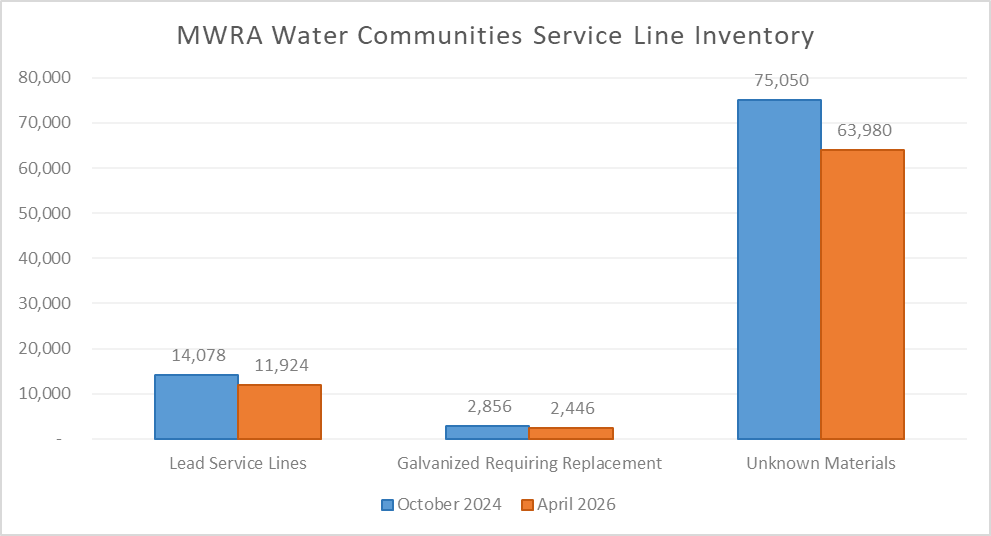 MWRA Water Communities Service Line Inventory
80,000
70,000
60,000
50,000
40,000
30,000
20,000
10,000
-
14,078
11,924
2,856
2,446
75,050
63,980
Lead Service Lines
Galvanized Requiring Replacement
Unknown Materials
October 2024
April 2026